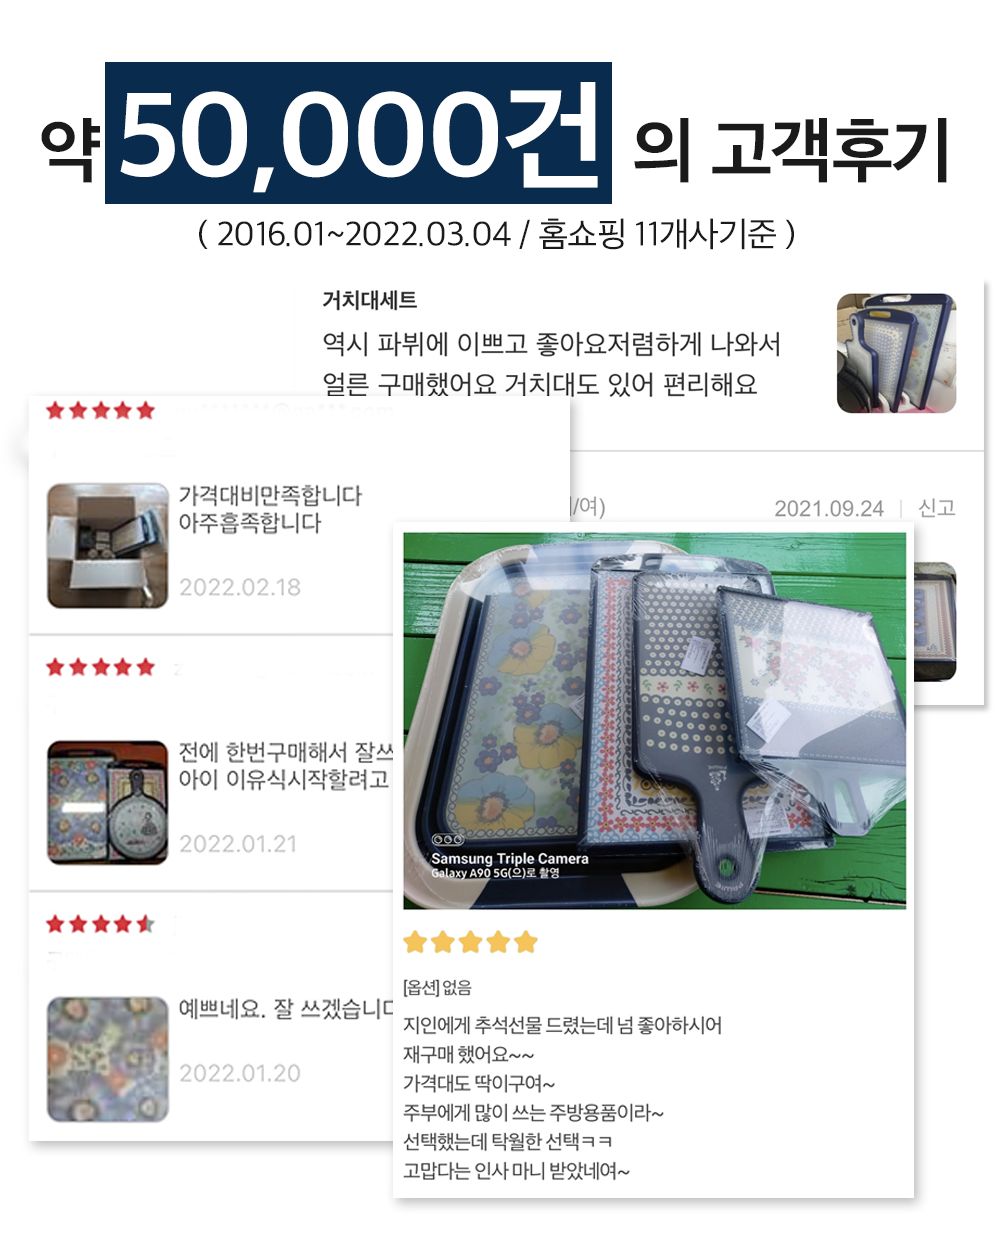 약 50,000건 의 고객후기
( 2016.01~2022.03.04 / 홈쇼핑 11개사기준 )
거치대세트
역시 파뷔에 이쁘고 좋아요저렴하게 나와서
얼른 구매했어요 거치대도 있어 편리해요
/여)
2021.09.24 | 신고
가격대비만족합니다
아주흡족합니다
2022.02.18
전에 한번구매해서 잘쓰
아이 이유식시작할려고
2022.01.21
예쁘네요. 잘 쓰겠습니다
2022.01.20
Samsung Triple Camera
Galaxy A90 5G(으)로 촬영
[옵션] 없음
지인에게 추석선물 드렸는데 넘 좋아하시어
재구매 했어요~~
가격대도 딱이구여~
주부에게 많이 쓰는 주방용품이라~
선택했는데 탁월한 선택ㅋㅋ
고맙다는 인사 마니 받았네여~